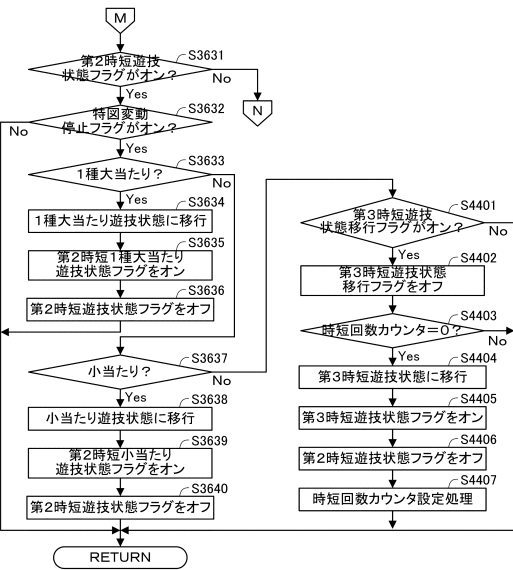 M
S3631
第2時短遊技
状態フラグがオン？
No
Yes
N
S3632
特図変動
停止フラグがオン？
No
Yes
S3633
1種大当たり？
No
Yes
S3634
1種大当たり遊技状態に移行
S3635
第2時短1種大当たり
遊技状態フラグをオン
S3636
第2時短遊技状態フラグをオフ
S3637
小当たり？
No
Yes
S3638
小当たり遊技状態に移行
S3639
第2時短小当たり
遊技状態フラグをオン
S3640
第2時短遊技状態フラグをオフ
S4401
第3時短遊技
状態移行フラグがオン？
No
Yes
S4402
第3時短遊技状態
移行フラグをオフ
S4403
時短回数カウンタ=0？
No
Yes
S4404
第3時短遊技状態に移行
S4405
第3時短遊技状態フラグをオン
S4406
第2時短遊技状態フラグをオフ
S4407
時短回数カウンタ設定処理
RETURN